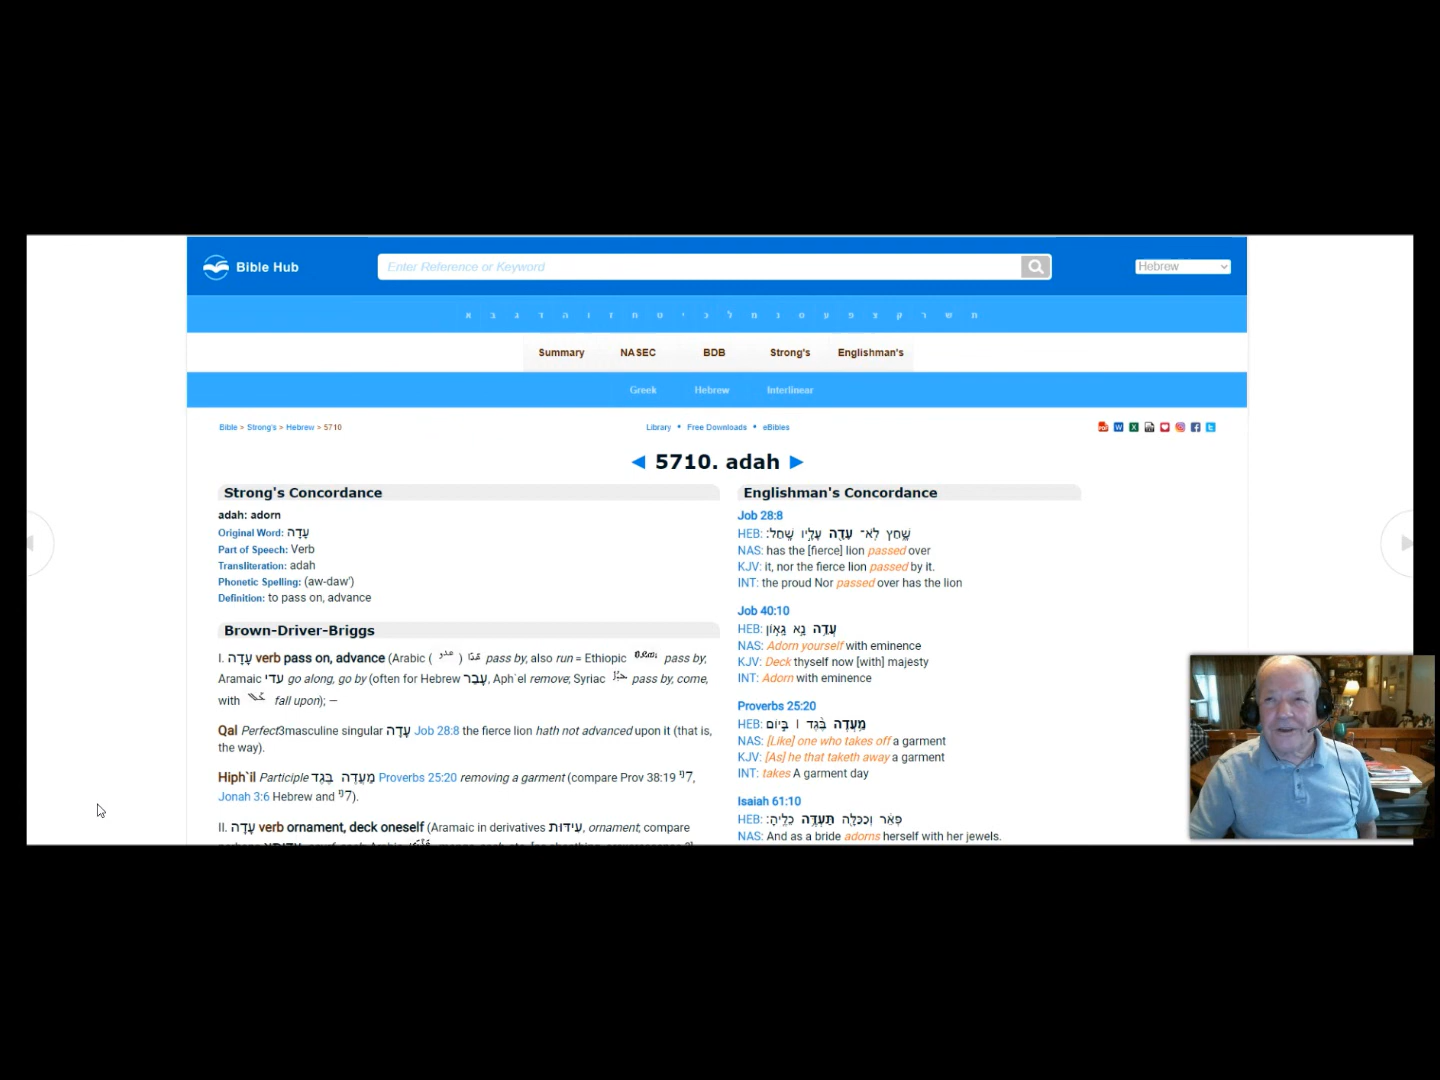 Bible Hub
Enter Reference or Keyword
Hebrew
א ב ג ד ה ו ז ח ט י כ ל מ נ ס ע פ צ ק ר ש ת
Summary NASEC BDB Strong's Englishman's
Greek Hebrew Interlinear
Bible > Strong's > Hebrew > 5710
Library • Free Downloads • eBibles
◄ 5710. adah ►
Strong's Concordance
adah: adorn
Original Word: עָדָה
Part of Speech: Verb
Transliteration: adah
Phonetic Spelling: (aw-daw')
Definition: to pass on, advance
Brown-Driver-Briggs
I. עָדָה verb pass on, advance (Arabic ( ) pass by, also run = Ethiopic pass by,
Aramaic עדי go along, go by (often for Hebrew עָבַר, Aph`el remove; Syriac pass by, come,
with fall upon); —
Qal Perfect3masculine singular עָדָה Job 28:8 the fierce lion hath not advanced upon it (that is,
the way).
Hiph`il Participle מַעֲדֶה בֶּגֶד Proverbs 25:20 removing a garment (compare Prov 38:19 ᵑ7,
Jonah 3:6 Hebrew and ᵑ7).
II. עָדָה verb ornament, deck oneself (Aramaic in derivatives עִידוּת, ornament; compare
Englishman's Concordance
Job 28:8
HEB: שָׁ֑חַץ לֹֽא־ עָדָ֖ה עָלָ֣יו שָֽׁחַל׃
NAS: has the [fierce] lion passed over
KJV: it, nor the fierce lion passed by it.
INT: the proud Nor passed over has the lion
Job 40:10
HEB: עֲדֵ֥ה נָ֣א גָֽא֣וֹן
NAS: Adorn yourself with eminence
KJV: Deck thyself now [with] majesty
INT: Adorn with eminence
Proverbs 25:20
HEB: מַ֥עֲדֶה בֶּ֨גֶד ׀ בְּי֣וֹם
NAS: [Like] one who takes off a garment
KJV: [As] he that taketh away a garment
INT: takes A garment day
Isaiah 61:10
HEB: פְּאֵ֔ר וְכַכַּלָּ֖ה תַּעְדֶּ֥ה כֵלֶֽיהָ׃
NAS: And as a bride adorns herself with her jewels.